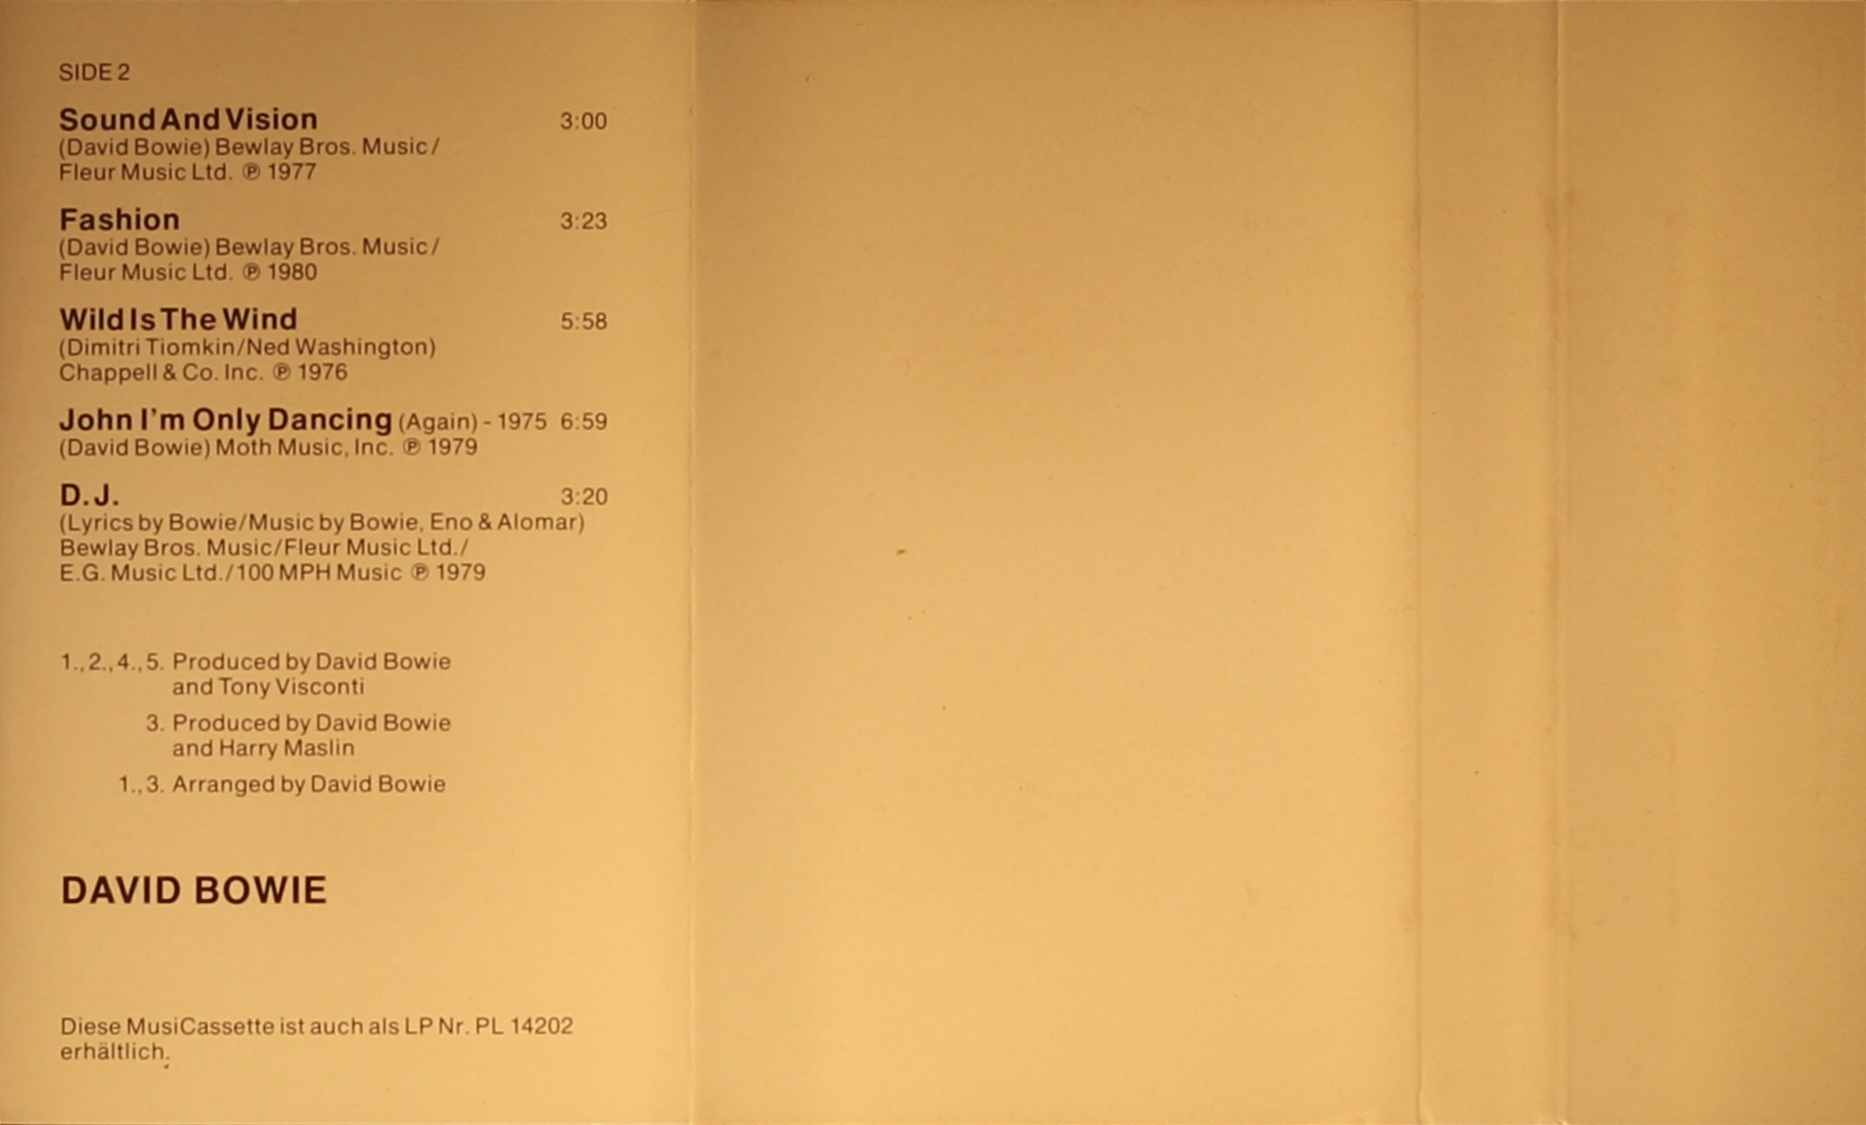 SIDE 2
Sound And Vision 3:00
(David Bowie) Bewlay Bros. Music/
Fleur Music Ltd. ℗ 1977
Fashion 3:23
(David Bowie) Bewlay Bros. Music/
Fleur Music Ltd. ℗ 1980
Wild Is The Wind 5:58
(Dimitri Tiomkin/Ned Washington)
Chappell & Co. Inc. ℗ 1976
John I'm Only Dancing (Again) - 1975 6:59
(David Bowie) Moth Music, Inc. ℗ 1979
D.J. 3:20
(Lyrics by Bowie/Music by Bowie, Eno & Alomar)
Bewlay Bros. Music/Fleur Music Ltd./
E.G. Music Ltd./100 MPH Music ℗ 1979
1., 2., 4., 5. Produced by David Bowie
and Tony Visconti
3. Produced by David Bowie
and Harry Maslin
1., 3. Arranged by David Bowie
DAVID BOWIE
Diese MusiCassette ist auch als LP Nr. PL 14202
erhältlich.